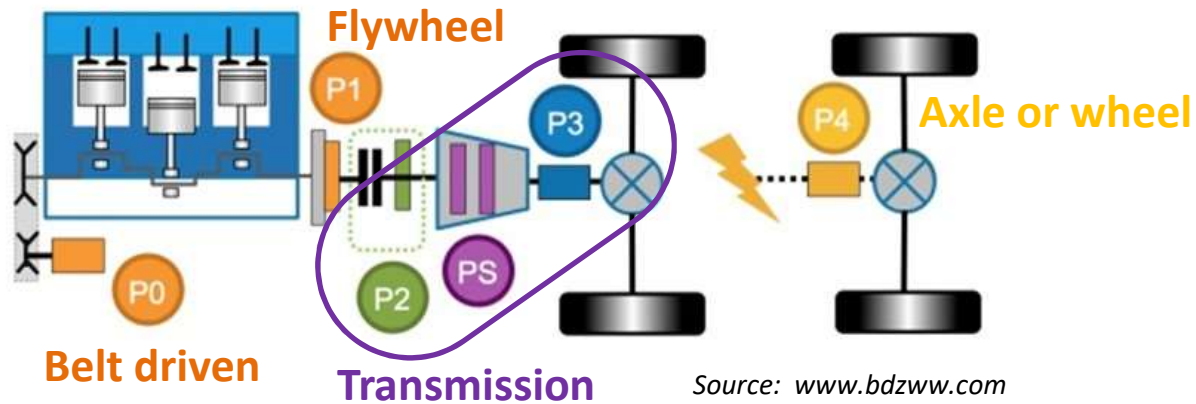 Flywheel
P1
P3
P4
Axle or wheel
P0
P2
PS
Belt driven
Transmission
Source: www.bdzww.com